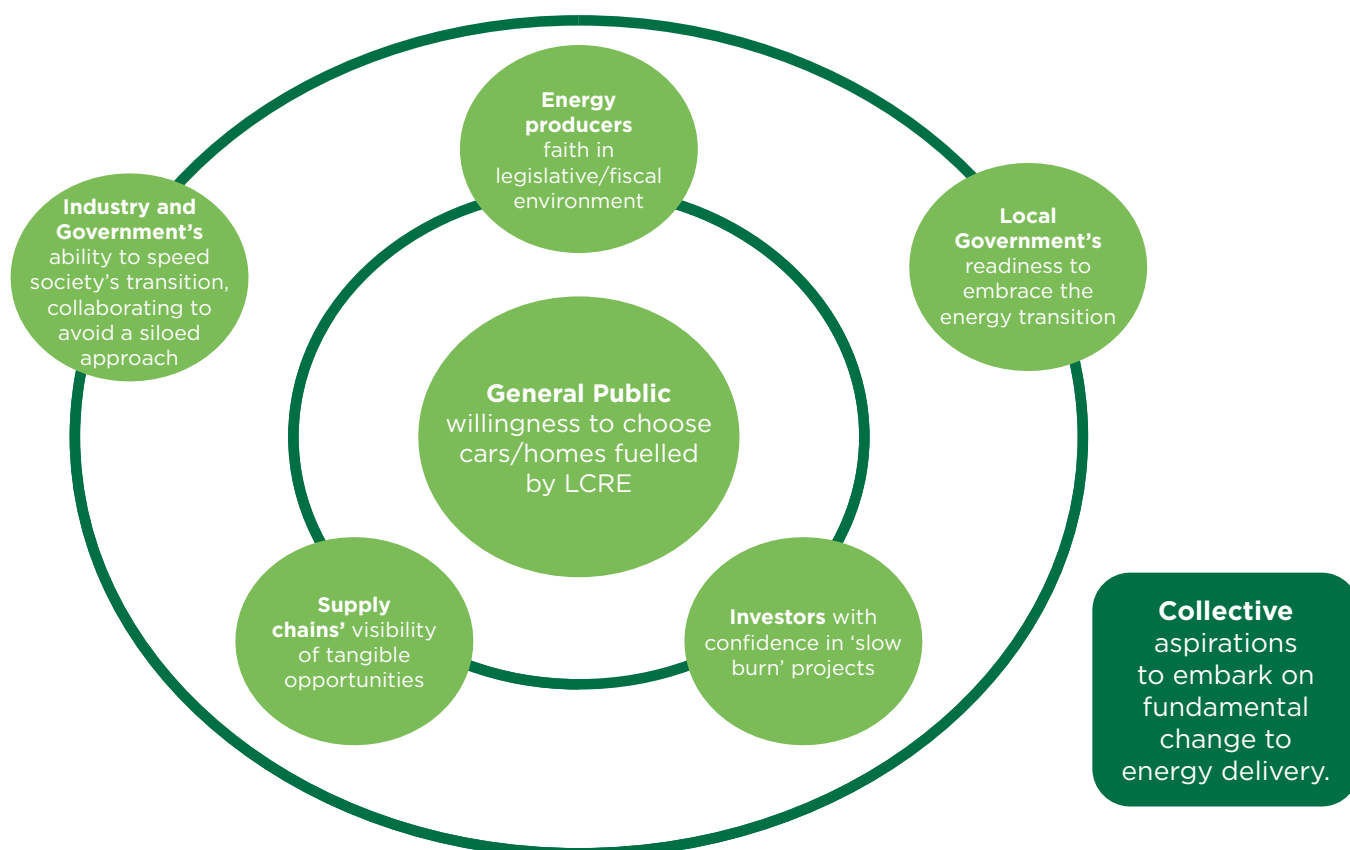 Energy
producers
faith in
legislative/fiscal
environment
Industry and
Government's
ability to speed
society's transition,
collaborating to
avoid a siloed
approach
Local
Government's
readiness to
embrace the
energy transition
General Public
willingness to choose
cars/homes fuelled
by LCRE
Supply
chains' visibility
of tangible
opportunities
Investors with
confidence in 'slow
burn' projects
Collective
aspirations
to embark on
fundamental
change to
energy delivery.